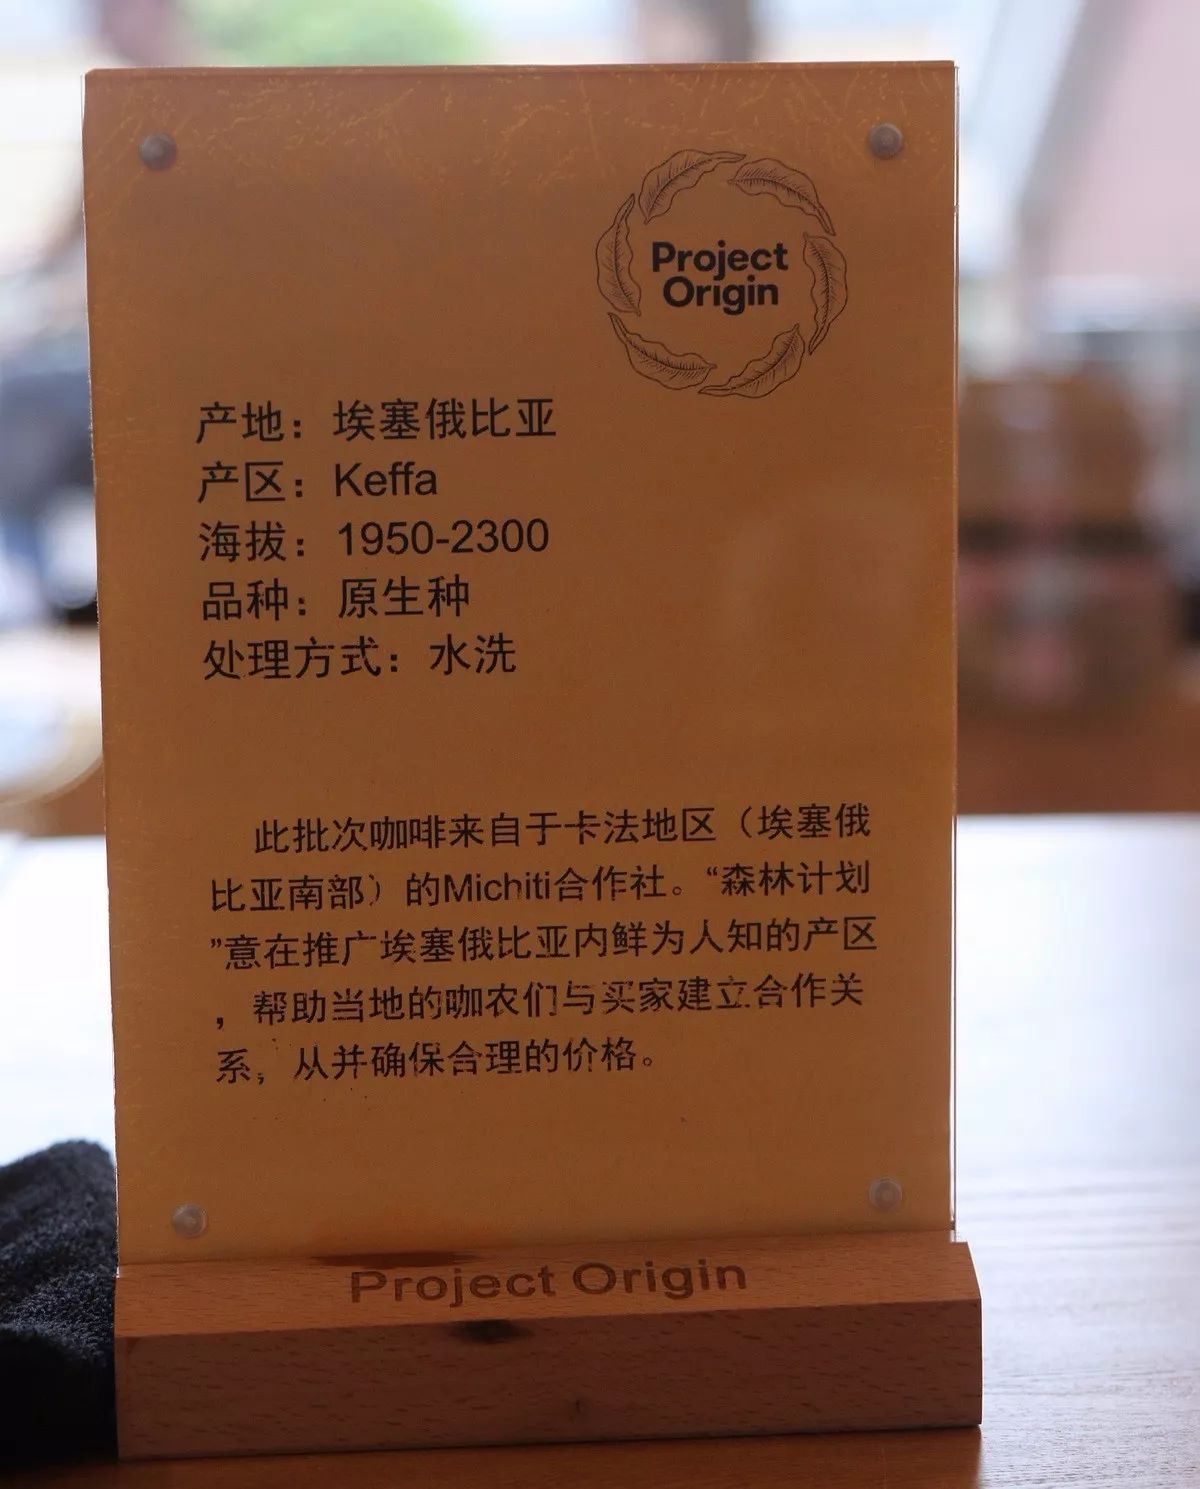 Project
Origin
产地：埃塞俄比亚
产区：Keffa
海拔：1950-2300
品种：原生种
处理方式：水洗
此批次咖啡来自于卡法地区（埃塞俄
比亚南部）的Michiti合作社。“森林计划
”意在推广埃塞俄比亚内鲜为人知的产区
，帮助当地的咖农们与买家建立合作关
系，从并确保合理的价格。
Project Origin